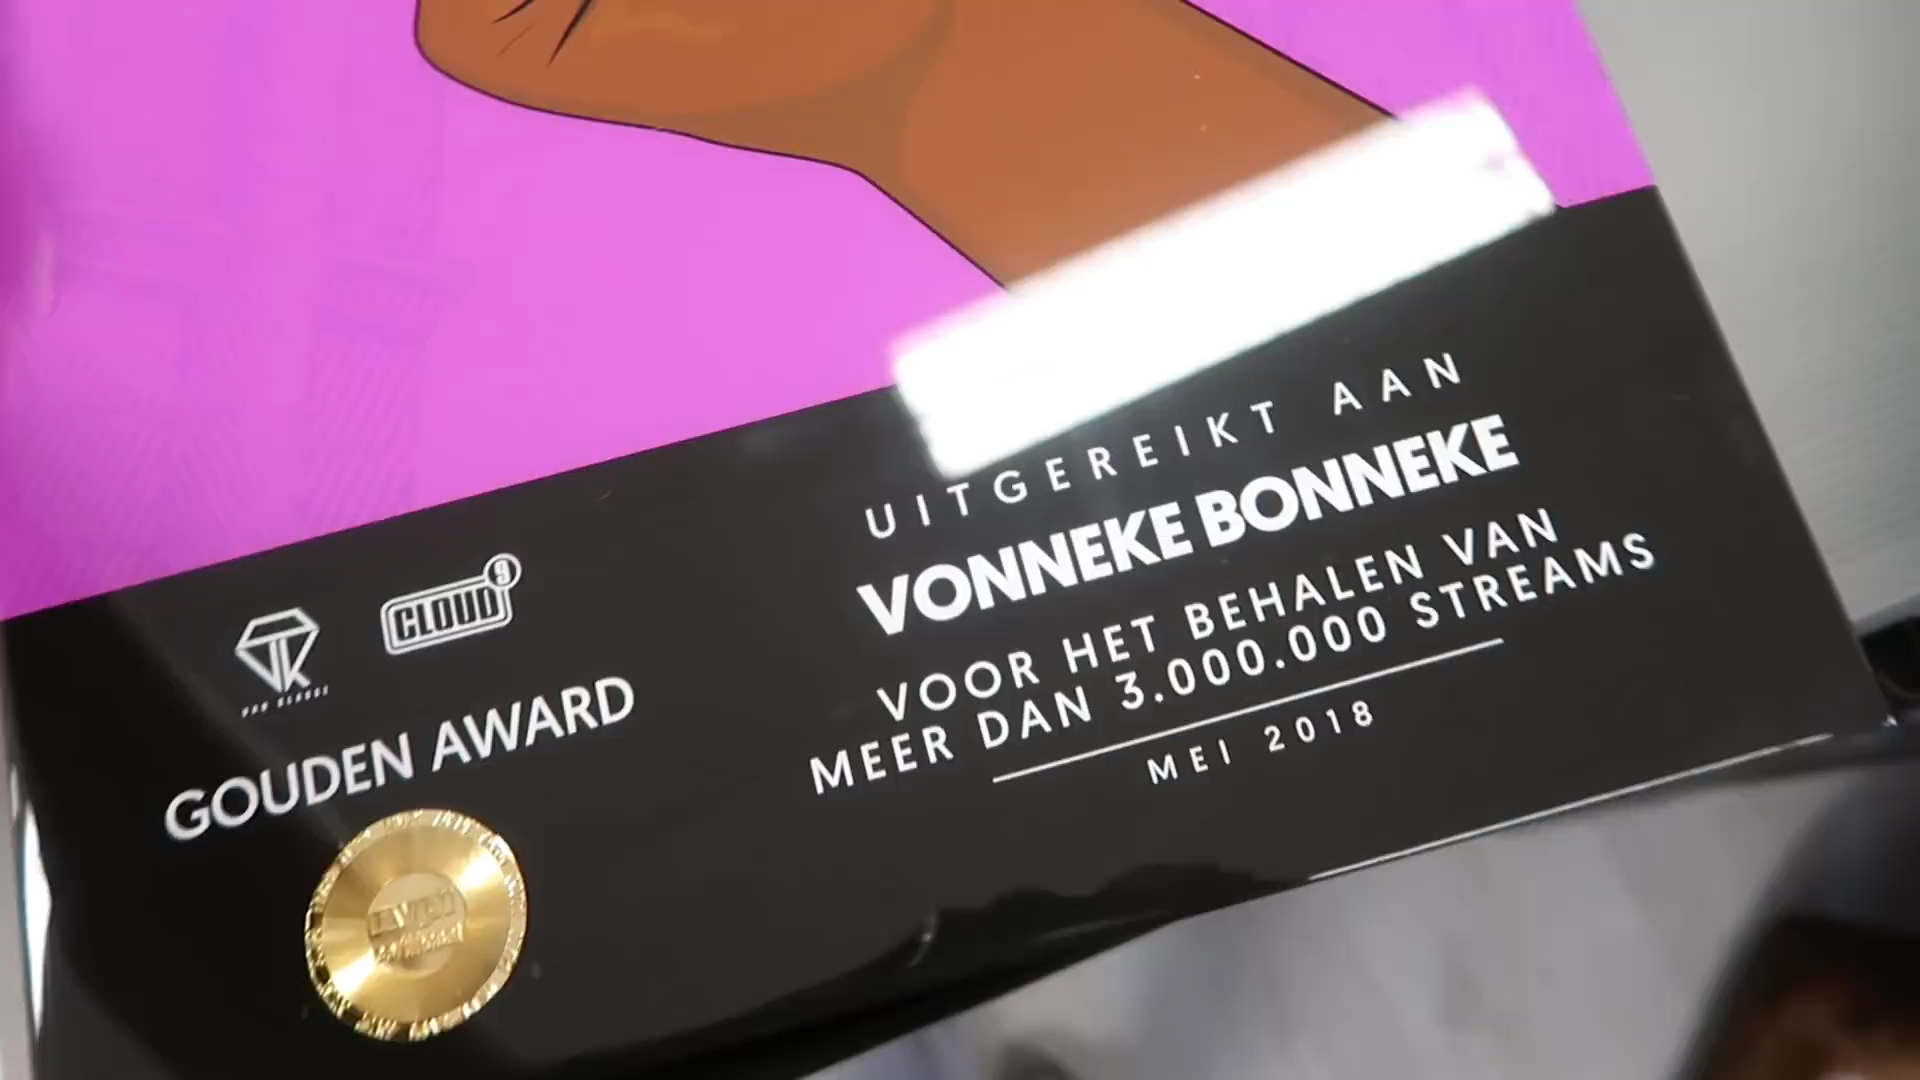 UITGEREIKT AAN
VONNEKE BONNEKE
VOOR HET BEHALEN VAN
MEER DAN 3.000.000 STREAMS
MEI 2018
CLOUD 9
GOUDEN AWARD